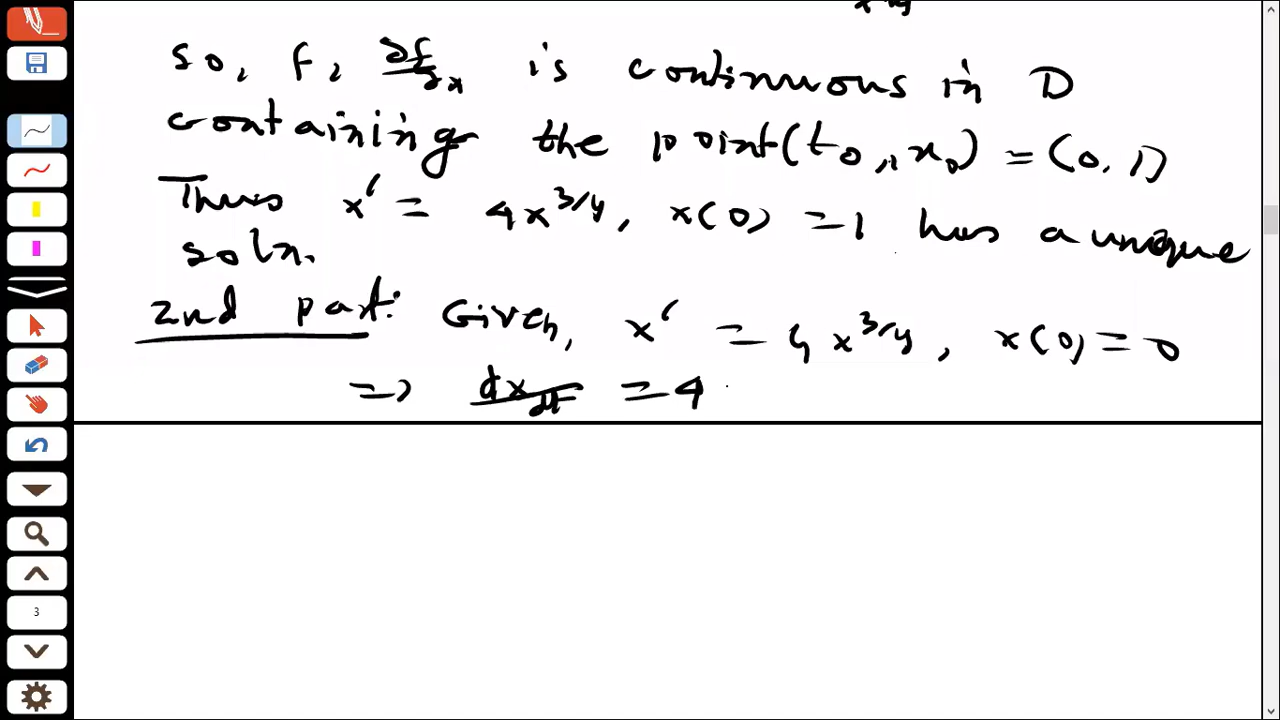 so, f, ∂f/∂x is continuous in D
containing the point (t₀, x₀) = (0, 1)
Thus x' = 4x^{3/4}, x(0) = 1 has a unique
soln.
2nd part: Given, x' = 4x^{3/4}, x(0) = 0
=> dx/dt = 4
3